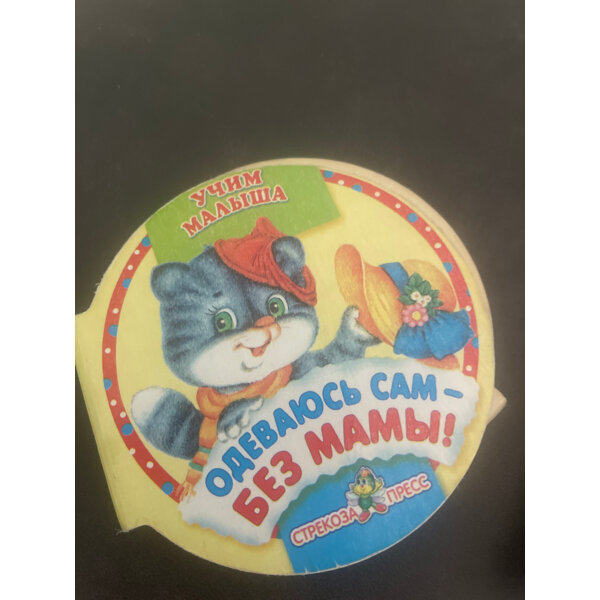 УЧИМ
МАЛЫША
ОДЕВАЮСЬ САМ –
БЕЗ МАМЫ!
СТРЕКОЗА ПРЕСС